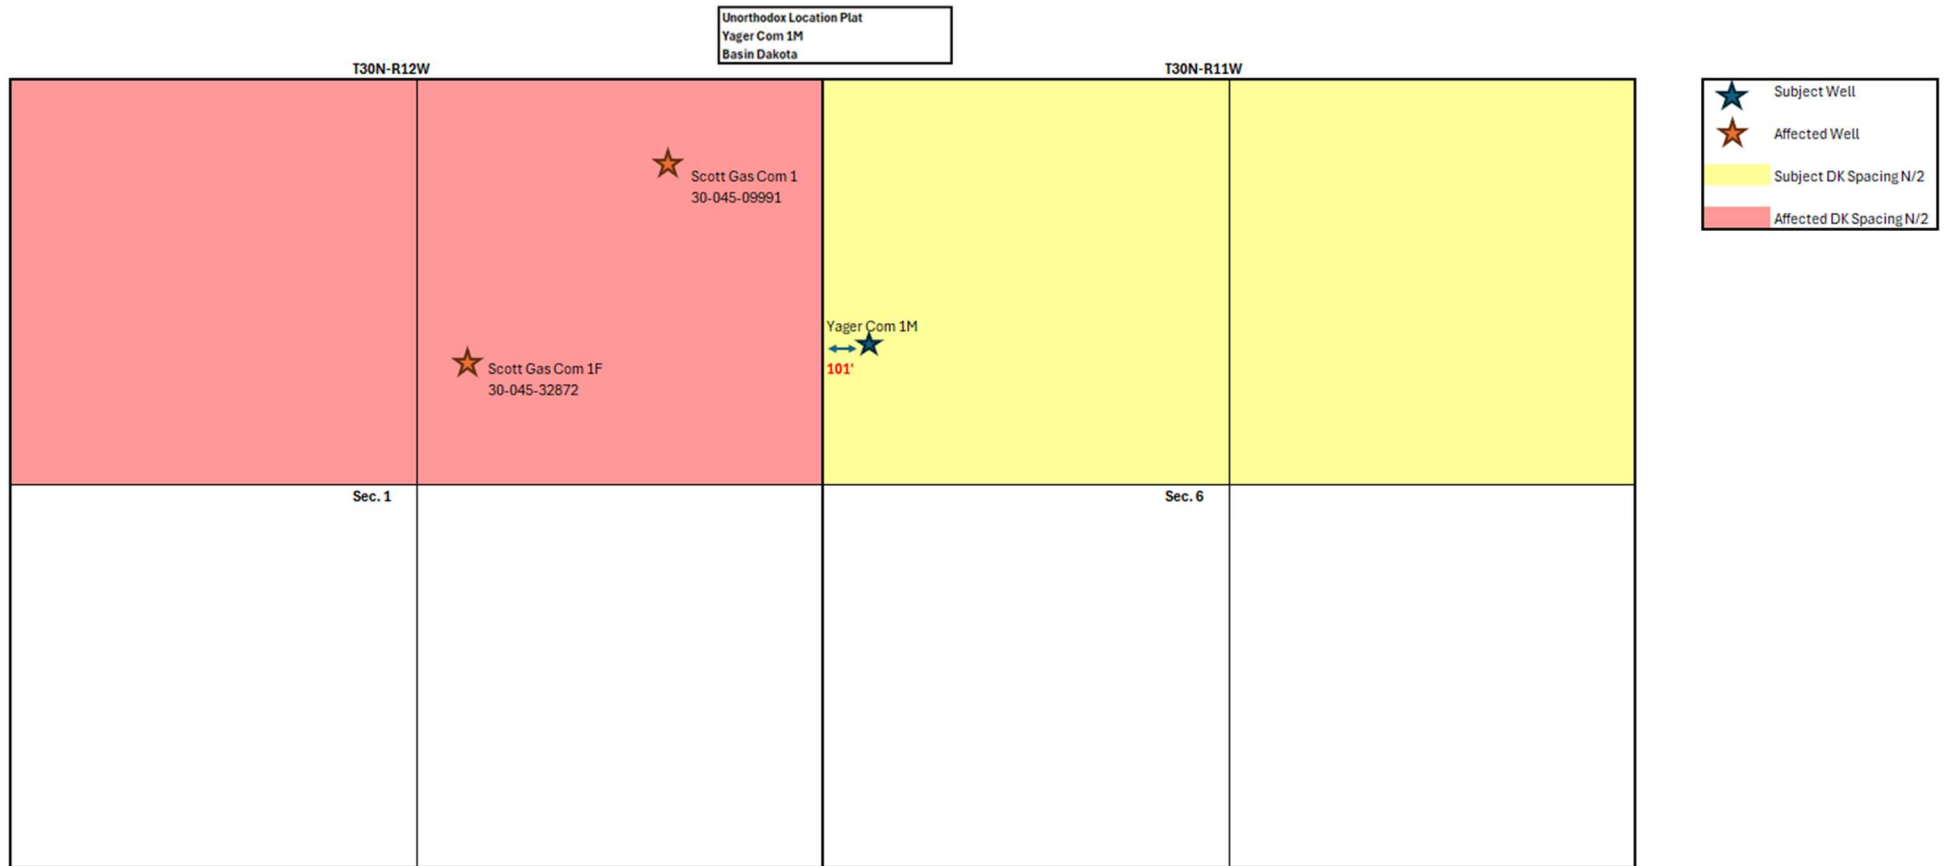 Unorthodox Location Plat
Yager Com 1M
Basin Dakota
T30N-R12W
T30N-R11W
Subject Well
Affected Well
Subject DK Spacing N/2
Affected DK Spacing N/2
Scott Gas Com 1
30-045-09991
Yager Com 1M
101'
Scott Gas Com 1F
30-045-32872
Sec. 1
Sec. 6